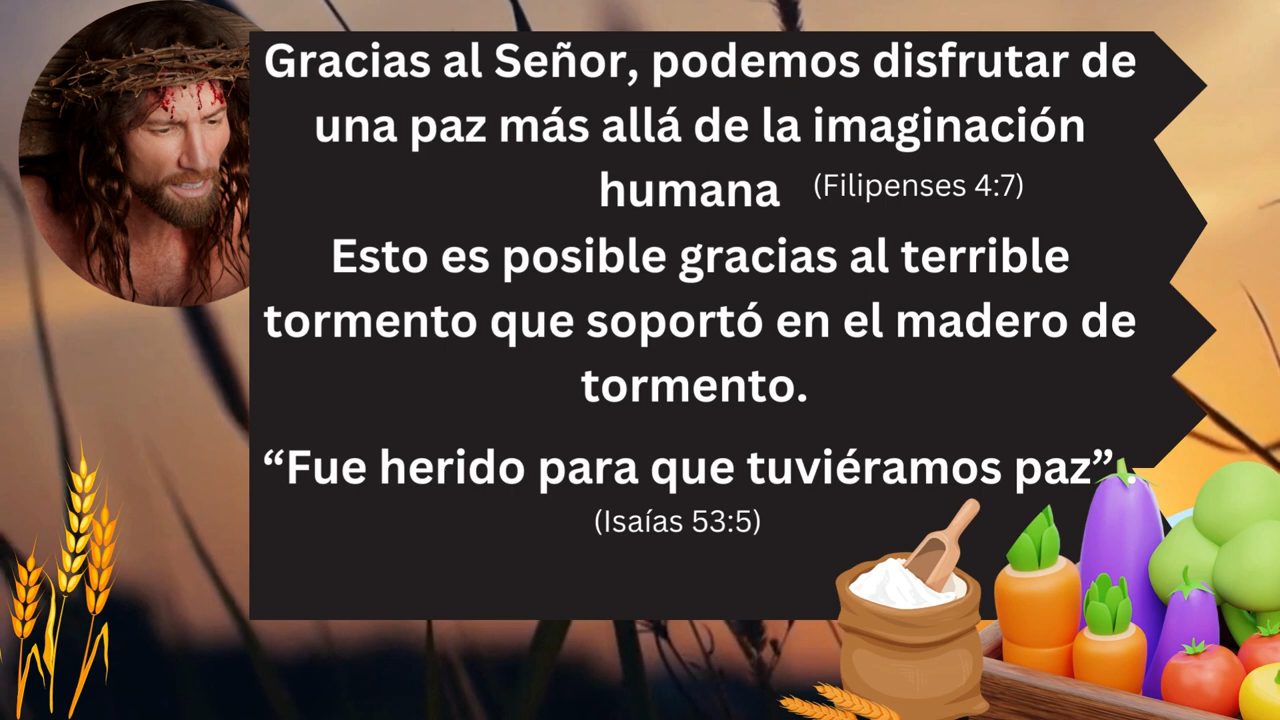 Gracias al Señor, podemos disfrutar de
una paz más allá de la imaginación
humana (Filipenses 4:7)
Esto es posible gracias al terrible
tormento que soportó en el madero de
tormento.
“Fue herido para que tuviéramos paz”.
(Isaías 53:5)